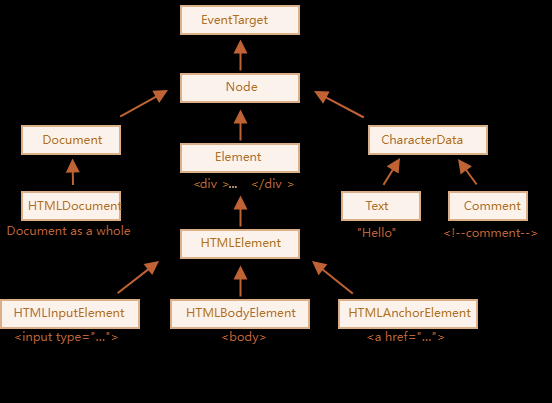 EventTarget
Node
Document
Element
CharacterData
<div >...    </div >
HTMLDocument
Text
Comment
Document as a whole
"Hello"
<!--comment-->
HTMLElement
HTMLInputElement
HTMLBodyElement
HTMLAnchorElement
<input type="...">
<body>
<a href="...">